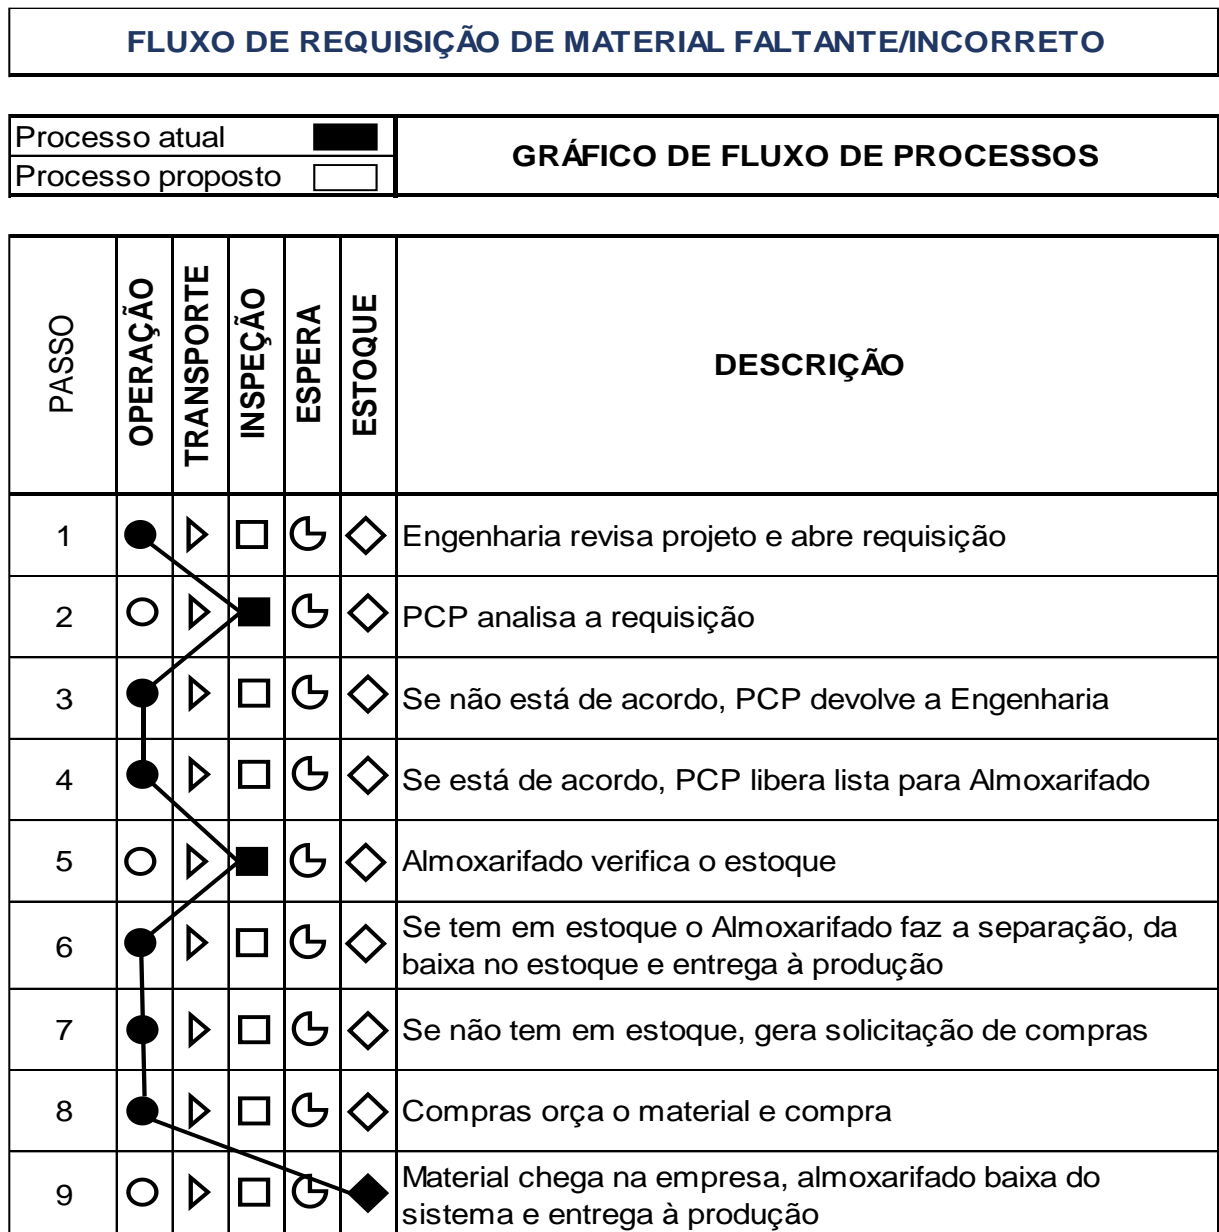 FLUXO DE REQUISIÇÃO DE MATERIAL FALTANTE/INCORRETO
Processo atual
Processo proposto
GRÁFICO DE FLUXO DE PROCESSOS
PASSO
OPERAÇÃO
TRANSPORTE
INSPEÇÃO
ESPERA
ESTOQUE
DESCRIÇÃO
1 Engenharia revisa projeto e abre requisição
2 PCP analisa a requisição
3 Se não está de acordo, PCP devolve a Engenharia
4 Se está de acordo, PCP libera lista para Almoxarifado
5 Almoxarifado verifica o estoque
6 Se tem em estoque o Almoxarifado faz a separação, da
baixa no estoque e entrega à produção
7 Se não tem em estoque, gera solicitação de compras
8 Compras orça o material e compra
9 Material chega na empresa, almoxarifado baixa do
sistema e entrega à produção